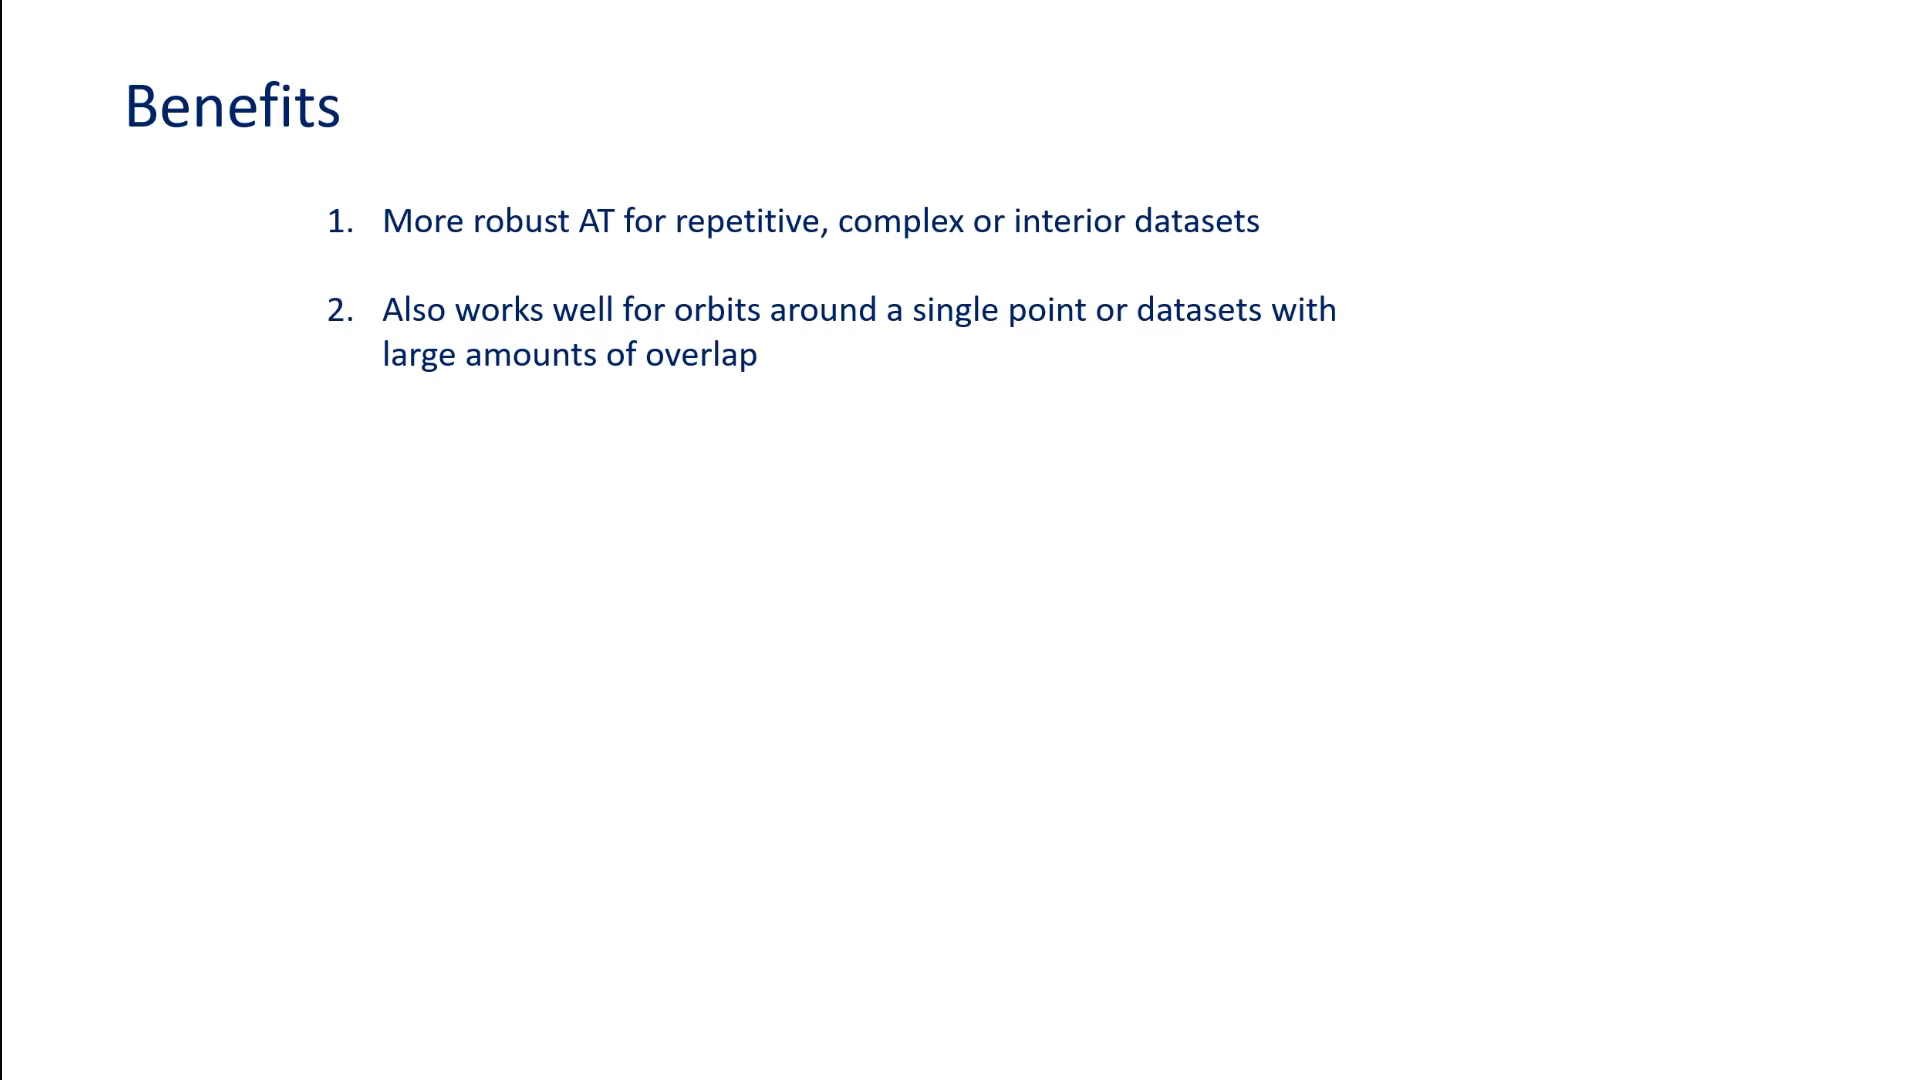 Benefits
1. More robust AT for repetitive, complex or interior datasets
2. Also works well for orbits around a single point or datasets with
large amounts of overlap